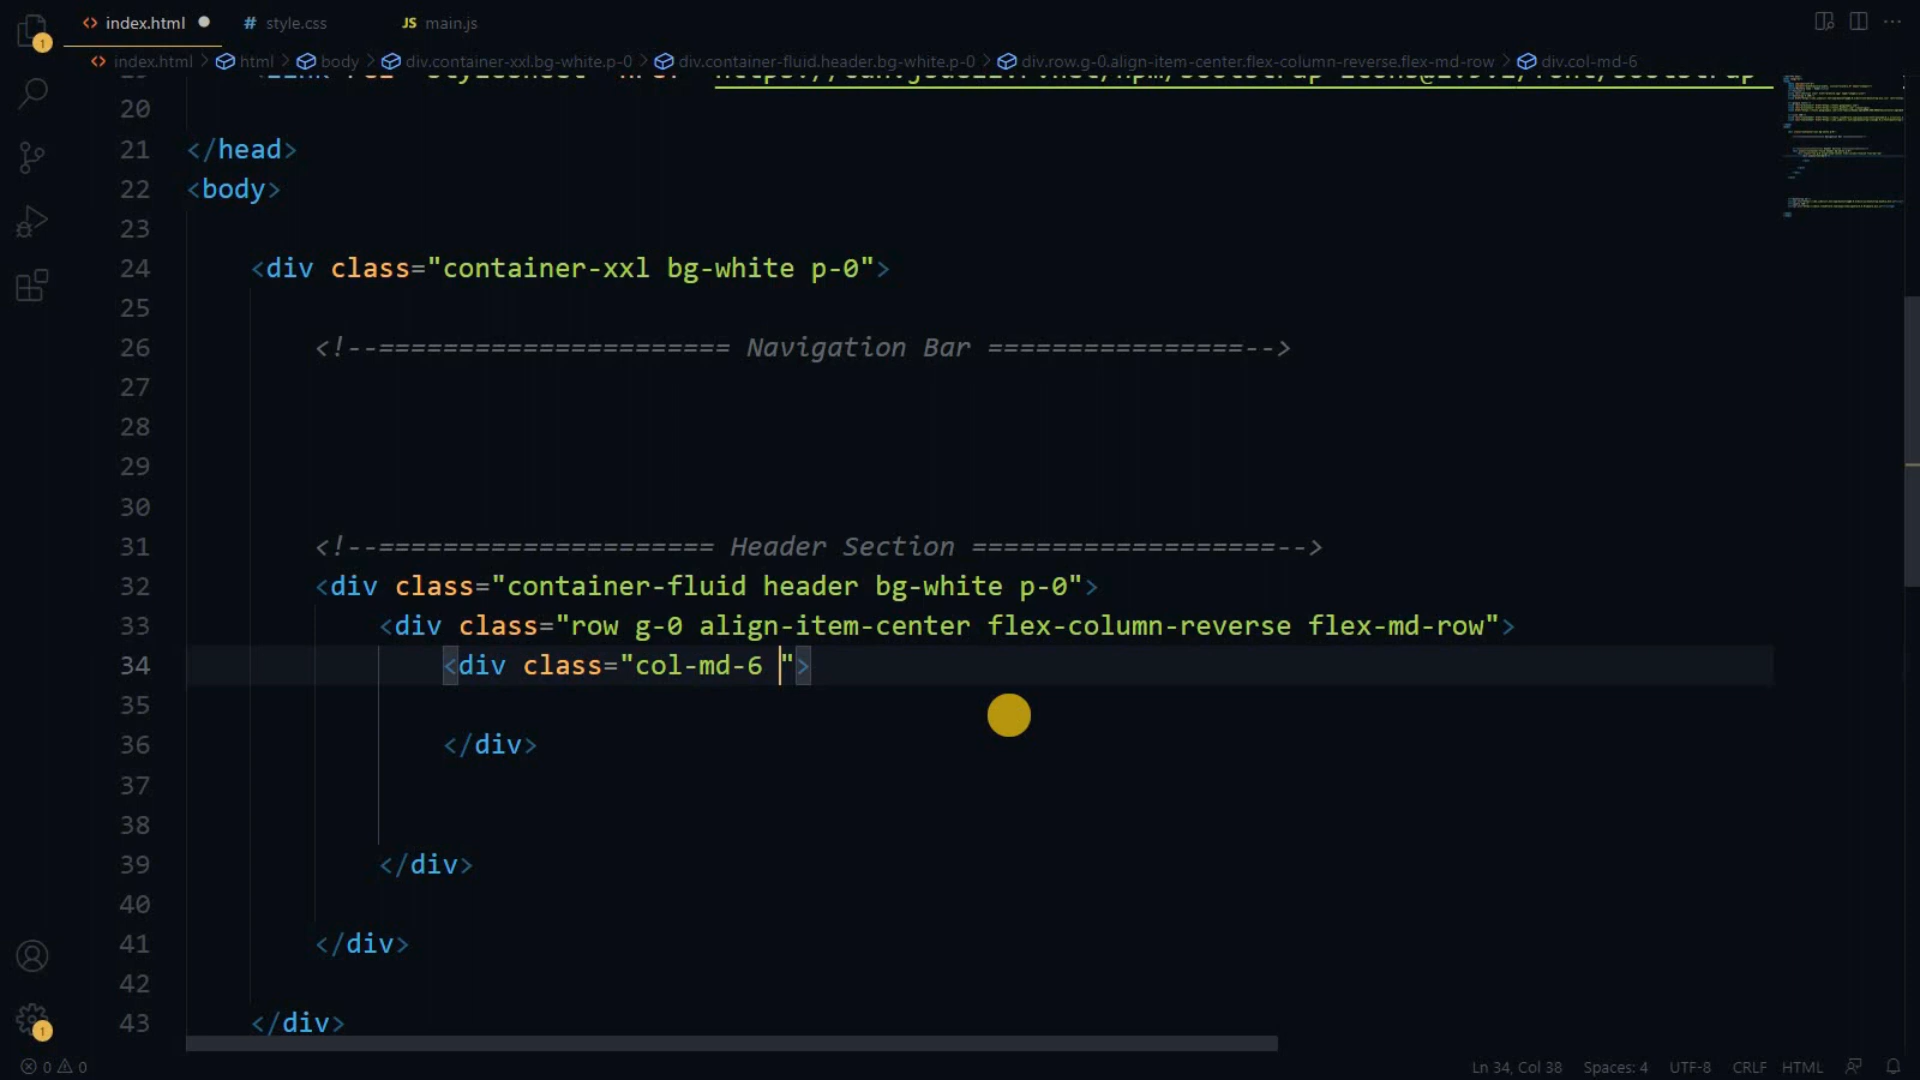 index.html
style.css
JS main.js
index.html > html > body > div.container-xxl.bg-white.p-0 > div.container-fluid.header.bg-white.p-0 > div.row.g-0.align-item-center.flex-column-reverse.flex-md-row > div.col-md-6
20
21 </head>
22 <body>
23
24 <div class="container-xxl bg-white p-0">
25
26 <!--====================== Navigation Bar ================-->
27
28
29
30
31 <!--===================== Header Section ===================-->
32 <div class="container-fluid header bg-white p-0">
33 <div class="row g-0 align-item-center flex-column-reverse flex-md-row">
34 <div class="col-md-6 ">
35
36 </div>
37
38
39 </div>
40
41 </div>
42
43 </div>
1
1
0 0
Ln 34, Col 38 Spaces: 4 UTF-8 CRLF HTML